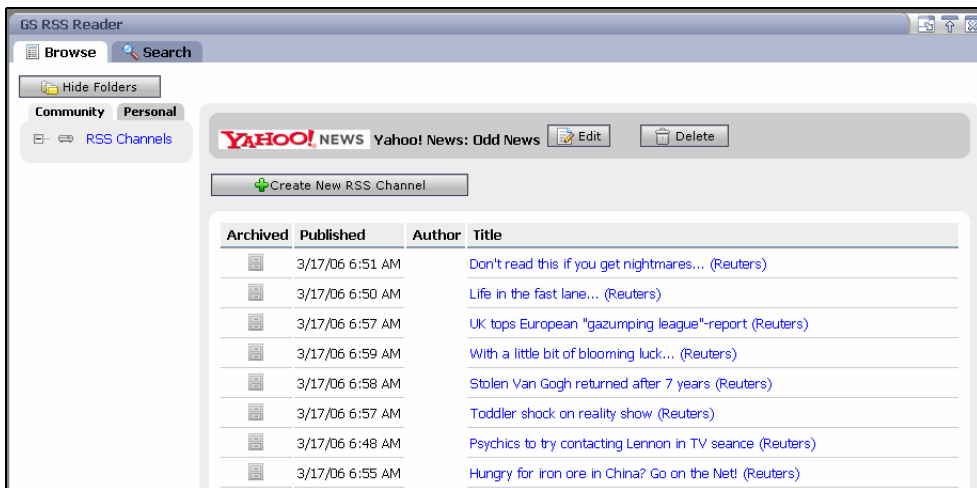 GS RSS Reader
Browse Search
Hide Folders
Community Personal
RSS Channels
YAHOO! NEWS Yahoo! News: Odd News Edit Delete
Create New RSS Channel
Archived Published Author Title
3/17/06 6:51 AM Don't read this if you get nightmares... (Reuters)
3/17/06 6:50 AM Life in the fast lane... (Reuters)
3/17/06 6:57 AM UK tops European "gazumping league"-report (Reuters)
3/17/06 6:59 AM With a little bit of blooming luck... (Reuters)
3/17/06 6:58 AM Stolen Van Gogh returned after 7 years (Reuters)
3/17/06 6:57 AM Toddler shock on reality show (Reuters)
3/17/06 6:48 AM Psychics to try contacting Lennon in TV seance (Reuters)
3/17/06 6:55 AM Hungry for iron ore in China? Go on the Net! (Reuters)